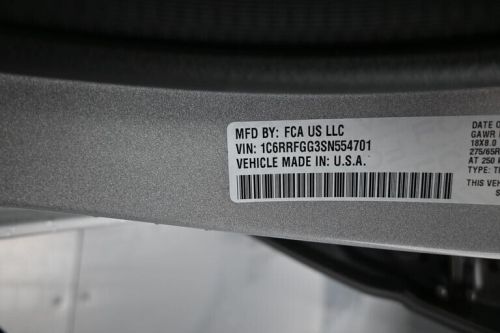 MFD BY: FCA US LLC
VIN: 1C6RRFGG3SN554701
VEHICLE MADE IN: U.S.A.
DATE O
GAWR
18X8.0
275/65R
AT 250
TYPE:
THIS VEH